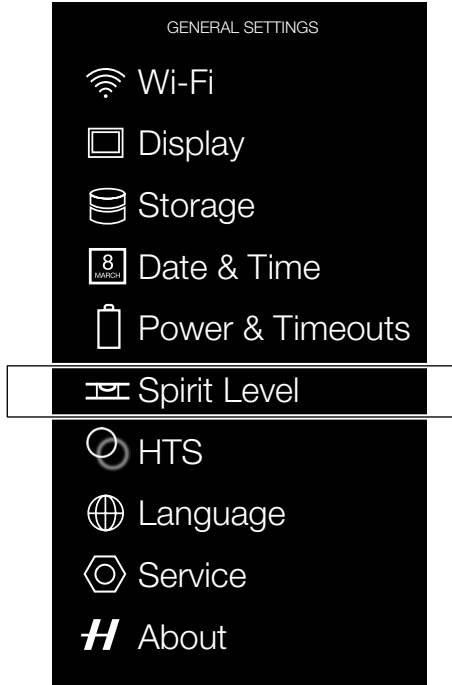 GENERAL SETTINGS
Wi-Fi
Display
Storage
8
MARCH
Date & Time
Power & Timeouts
Spirit Level
HTS
Language
Service
H About